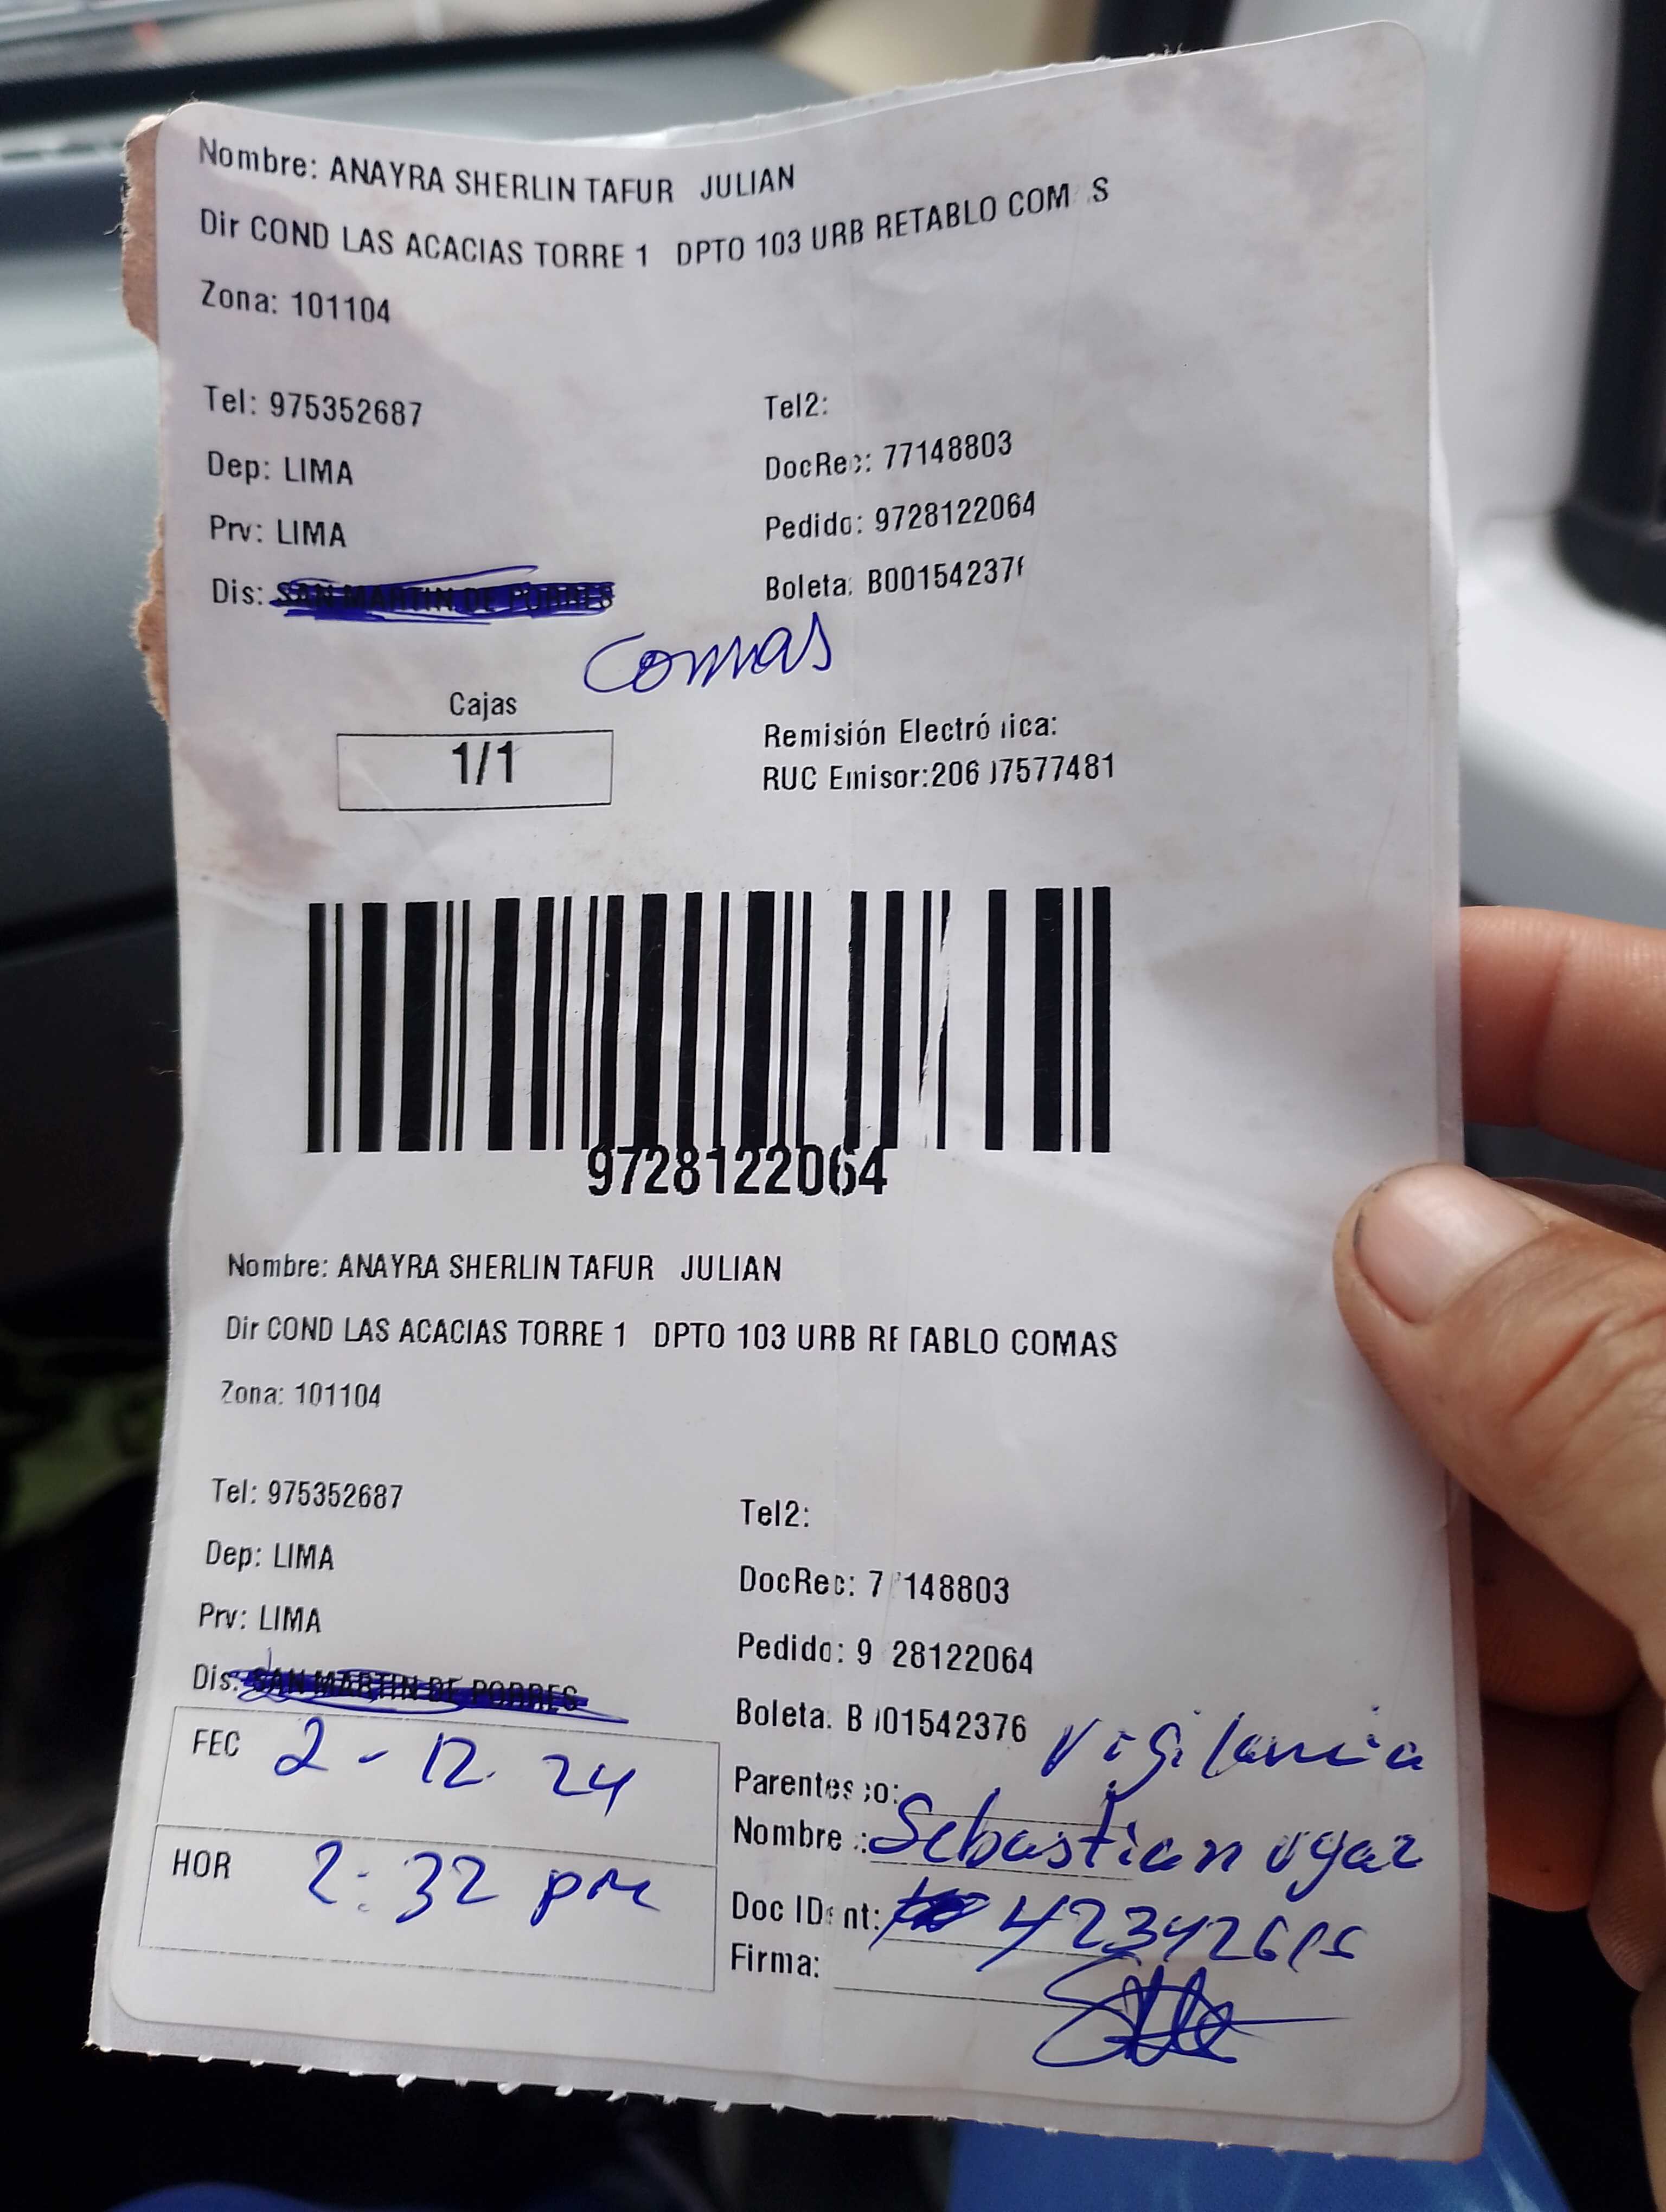 Nombre: ANAYRA SHERLIN TAFUR JULIAN
Dir COND LAS ACACIAS TORRE 1 DPTO 103 URB RETABLO COM S
Zona: 101104
Tel: 975352687 Tel2:
Dep: LIMA DocRec: 77148803
Prv: LIMA Pedido: 9728122064
Dis: SAN MARTIN DE PORRES Boleta: B00154237
comas
Cajas
1/1
Remisión Electró ica:
RUC Emisor:206 7577481
9728122064
Nombre: ANAYRA SHERLIN TAFUR JULIAN
Dir COND LAS ACACIAS TORRE 1 DPTO 103 URB RETABLO COMAS
Zona: 101104
Tel: 975352687 Tel2:
Dep: LIMA DocRec: 7 148803
Prv: LIMA Pedido: 9 28122064
Dis: SAN MARTIN DE PORRES Boleta: B 01542376
FEC 2-12.24
HOR 2:32 pm
Vigilancia
Parentesco:
Nombre : Sebastian
Doc IDent:
Firma: